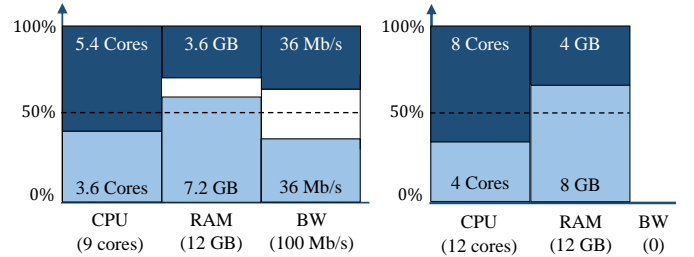 100%
50%
0%
5.4 Cores
3.6 GB
36 Mb/s
3.6 Cores
7.2 GB
36 Mb/s
CPU
(9 cores)
RAM
(12 GB)
BW
(100 Mb/s)
100%
50%
0%
8 Cores
4 GB
4 Cores
8 GB
CPU
(12 cores)
RAM
(12 GB)
BW
(0)